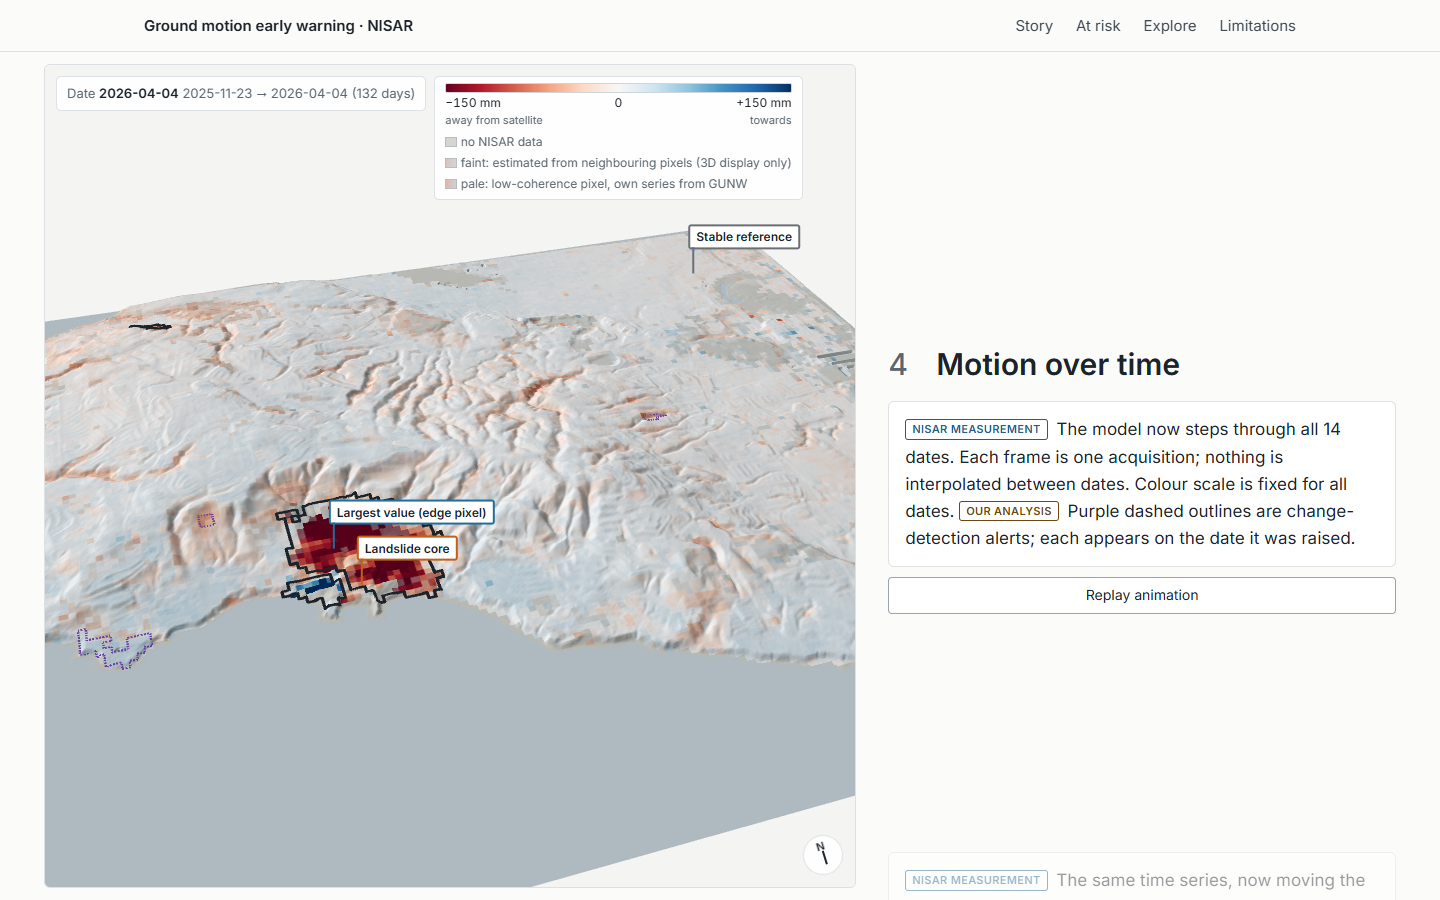 Ground motion early warning · NISAR
Story At risk Explore Limitations
Date 2026-04-04 2025-11-23 → 2026-04-04 (132 days)
−150 mm 0 +150 mm
away from satellite towards
no NISAR data
faint: estimated from neighbouring pixels (3D display only)
pale: low-coherence pixel, own series from GUNW
Stable reference
Largest value (edge pixel)
Landslide core
N
4 Motion over time
NISAR MEASUREMENT The model now steps through all 14
dates. Each frame is one acquisition; nothing is
interpolated between dates. Colour scale is fixed for all
dates. OUR ANALYSIS Purple dashed outlines are change-
detection alerts; each appears on the date it was raised.
Replay animation
NISAR MEASUREMENT The same time series, now moving the